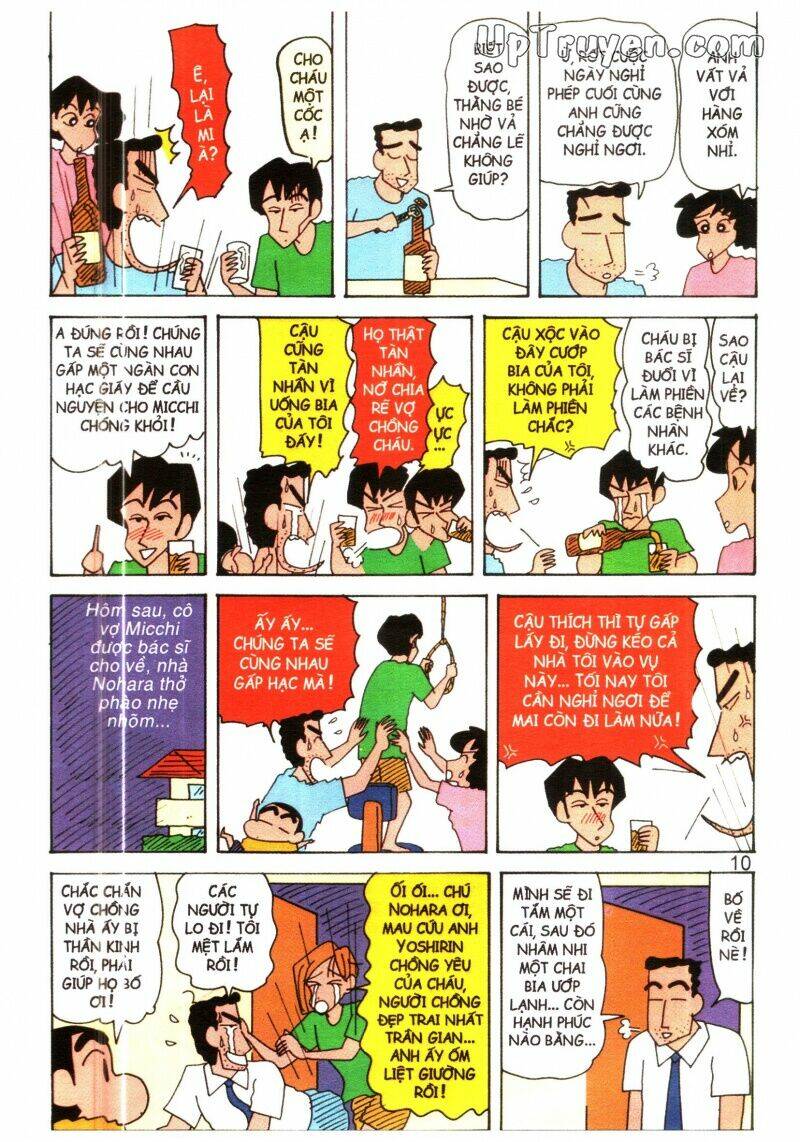 UpTruyen.com
ANH
VẤT VẢ
VỚI
HÀNG
XÓM
NHỈ.
Ừ, RỐT CUỘC
NGÀY NGHỈ
PHÉP CUỐI CÙNG
ANH CŨNG
CHẲNG ĐƯỢC
NGHỈ NGƠI.
BIẾT
SAO
ĐƯỢC,
THẰNG BÉ
NHỜ VẢ
CHẲNG LẼ
KHÔNG
GIÚP?
CHO
CHÁU
MỘT
CỐC
Ạ!
Ê,
LẠI
LÀ
MI
À?
SAO
CẬU
LẠI
VỀ?
CHÁU BỊ
BÁC SĨ
ĐUỔI VÌ
LÀM PHIỀN
CÁC BỆNH
NHÂN
KHÁC.
CẬU XỘC VÀO
ĐÂY CƯỚP
BIA CỦA TÔI,
KHÔNG PHẢI
LÀM PHIỀN
CHẮC?
ỰC
ỰC
...
HỌ THẬT
TÀN
NHẪN,
NỠ CHIA
RẼ VỢ
CHỒNG
CHÁU.
CẬU
CŨNG
TÀN
NHẪN VÌ
UỐNG BIA
CỦA TÔI
ĐẤY!
A ĐÚNG RỒI! CHÚNG
TA SẼ CÙNG NHAU
GẤP MỘT NGÀN CON
HẠC GIẤY ĐỂ CẦU
NGUYỆN CHO MICCHI
CHÓNG KHỎI!
CẬU THÍCH THÌ TỰ GẤP
LẤY ĐI, ĐỪNG KÉO CẢ
NHÀ TÔI VÀO VỤ
NÀY... TỐI NAY TÔI
CẦN NGHỈ NGƠI ĐỂ
MAI CÒN ĐI LÀM NỮA!
ẤY ẤY...
CHÚNG TA SẼ
CÙNG NHAU
GẤP HẠC MÀ!
Hôm sau, cô
vợ Micchi
được bác sĩ
cho về, nhà
Nohara thở
phào nhẹ
nhõm...
10
BỐ
VỀ
RỒI
NÈ!
MÌNH SẼ ĐI
TẮM MỘT
CÁI, SAU ĐÓ
NHÂM NHI
MỘT CHAI
BIA ƯỚP
LẠNH... CÒN
HẠNH PHÚC
NÀO BẰNG...
ỐI ỐI... CHÚ
NOHARA ƠI,
MAU CỨU ANH
YOSHIRIN
CHỒNG YÊU
CỦA CHÁU,
NGƯỜI CHỒNG
ĐẸP TRAI NHẤT
TRẦN GIAN...
ANH ẤY ỐM
LIỆT GIƯỜNG
RỒI!
CÁC
NGƯỜI TỰ
LO ĐI! TÔI
MỆT LẮM
RỒI!
CHẮC CHẮN
VỢ CHỒNG
NHÀ ẤY BỊ
THẦN KINH
RỒI, PHẢI
GIÚP HỌ BỐ
ƠI!